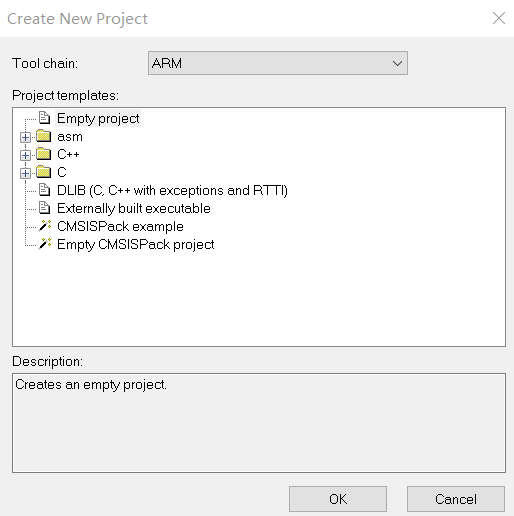 Create New Project
Tool chain: ARM
Project templates:
Empty project
asm
C++
C
DLIB (C, C++ with exceptions and RTTI)
Externally built executable
CMSISPack example
Empty CMSISPack project
Description:
Creates an empty project.
OK Cancel